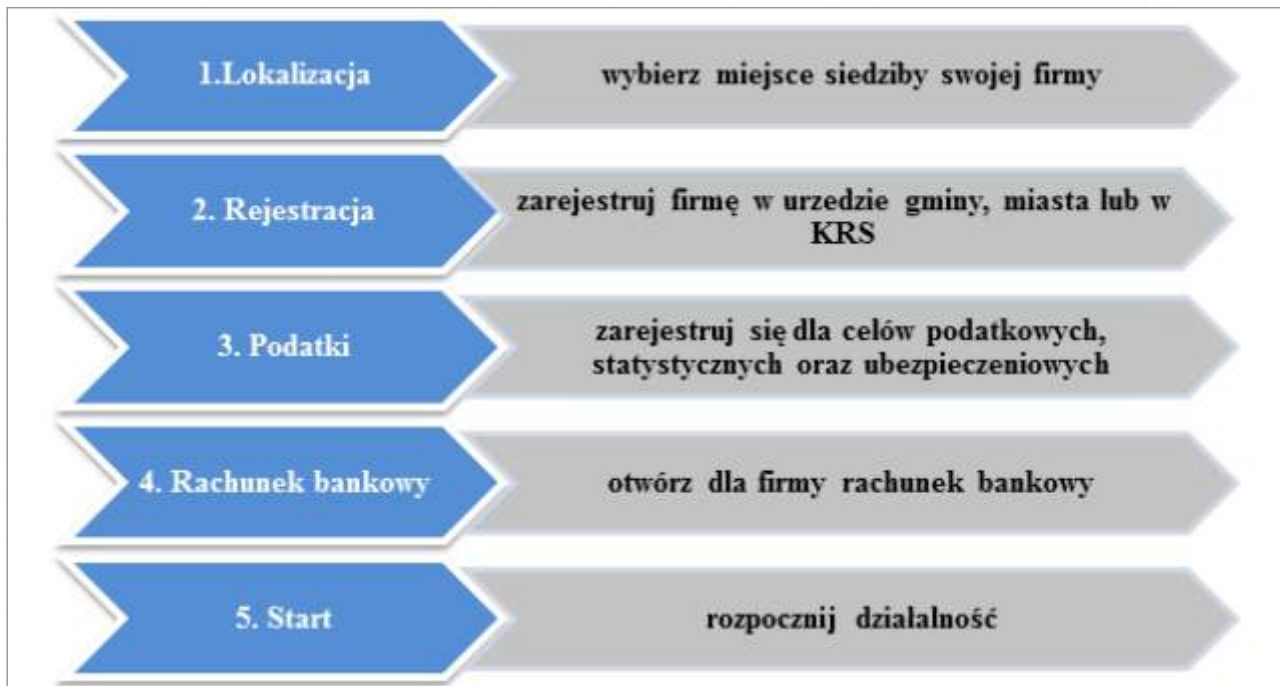 1.Lokalizacja
wybierz miejsce siedziby swojej firmy
2. Rejestracja
zarejestruj firmę w urzedzie gminy, miasta lub w
KRS
3. Podatki
zarejestruj się dla celów podatkowych,
statystycznych oraz ubezpieczeniowych
4. Rachunek bankowy
otwórz dla firmy rachunek bankowy
5. Start
rozpocznij działalność